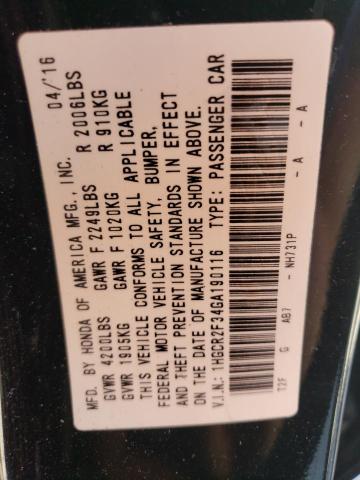 MFD. BY HONDA OF AMERICA MFG., INC. 04/'16
GVWR 4200LBS GAWR F 2249LBS R 2006LBS
GVWR 1905KG GAWR F 1020KG R 910KG
THIS VEHICLE CONFORMS TO ALL APPLICABLE
FEDERAL MOTOR VEHICLE SAFETY, BUMPER,
AND THEFT PREVENTION STANDARDS IN EFFECT
ON THE DATE OF MANUFACTURE SHOWN ABOVE.
V.I.N.: 1HGCR2F34GA190116 TYPE: PASSENGER CAR
T2F G AB7 - NH731P - A - A